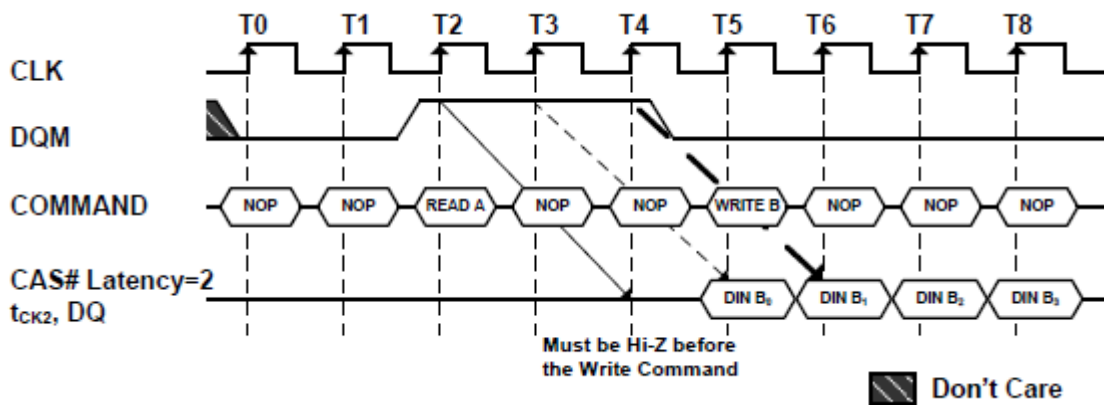 T0 T1 T2 T3 T4 T5 T6 T7 T8
CLK
DQM
COMMAND NOP NOP READ A NOP NOP WRITE B NOP NOP NOP
CAS# Latency=2
tCK2, DQ DIN B0 DIN B1 DIN B2 DIN B3
Must be Hi-Z before
the Write Command
Don't Care